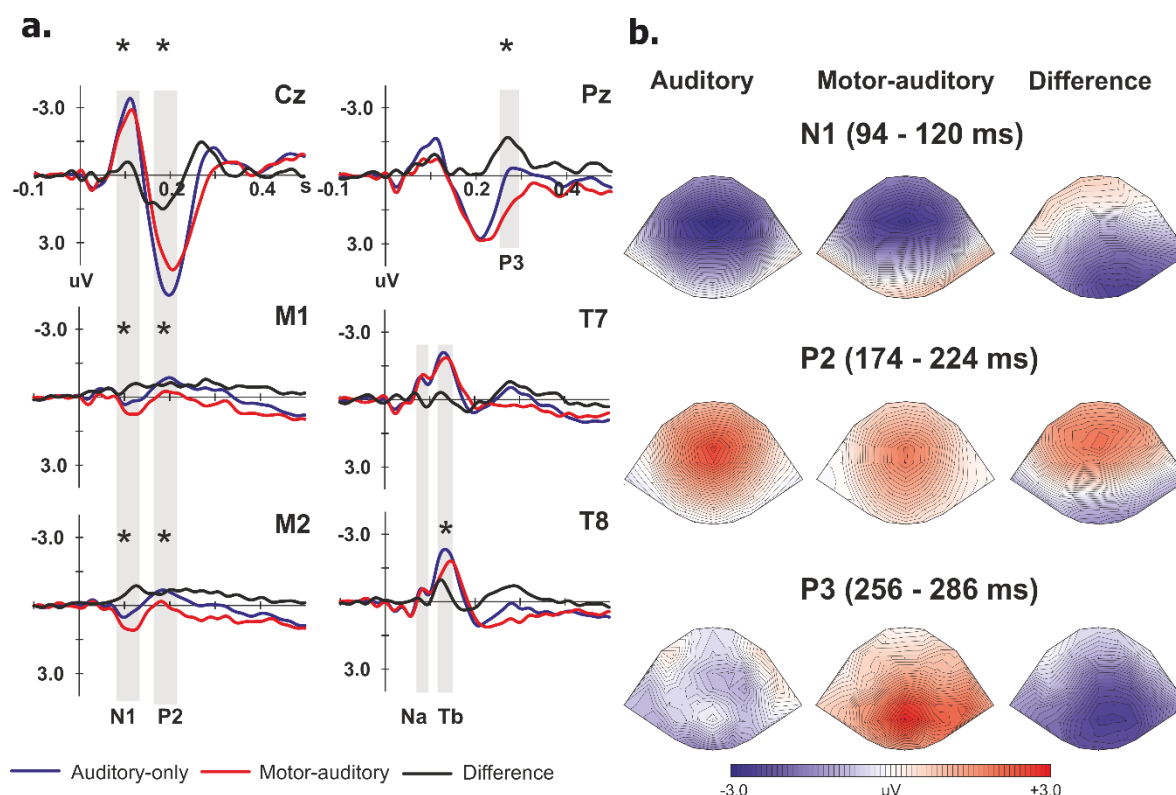 a.
* *
-3.0
Cz
-0.1
0.2
0.4
s
3.0
uV
*
-3.0
Pz
-0.1
0.2
0.4
3.0
P3
-3.0
* *
M1
3.0
-3.0
T7
3.0
-3.0
* *
M2
3.0
N1 P2
-3.0
*
T8
3.0
Na Tb
Auditory-only Motor-auditory Difference
b.
Auditory Motor-auditory Difference
N1 (94 - 120 ms)
P2 (174 - 224 ms)
P3 (256 - 286 ms)
-3.0 uV +3.0